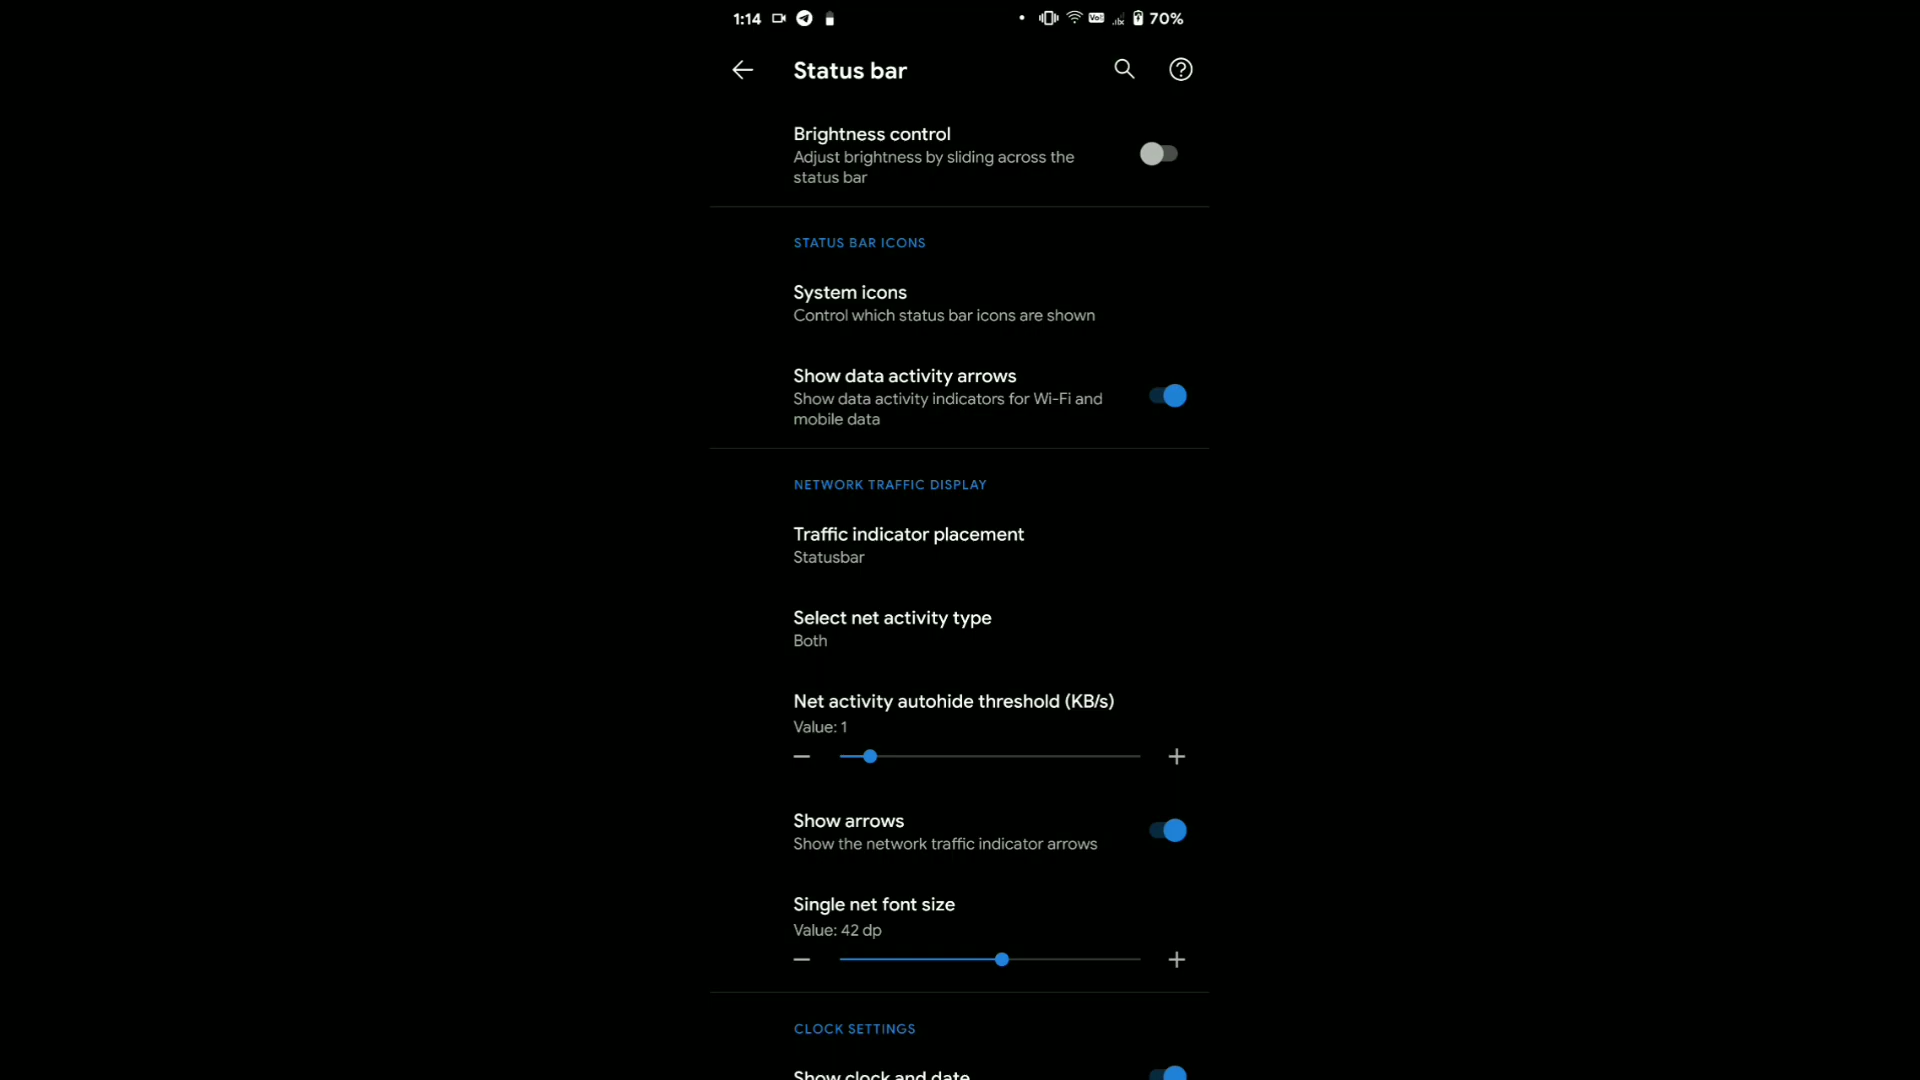 1:14 70%
Status bar
Brightness control
Adjust brightness by sliding across the
status bar
STATUS BAR ICONS
System icons
Control which status bar icons are shown
Show data activity arrows
Show data activity indicators for Wi-Fi and
mobile data
NETWORK TRAFFIC DISPLAY
Traffic indicator placement
Statusbar
Select net activity type
Both
Net activity autohide threshold (KB/s)
Value: 1
Show arrows
Show the network traffic indicator arrows
Single net font size
Value: 42 dp
CLOCK SETTINGS
Show clock and date